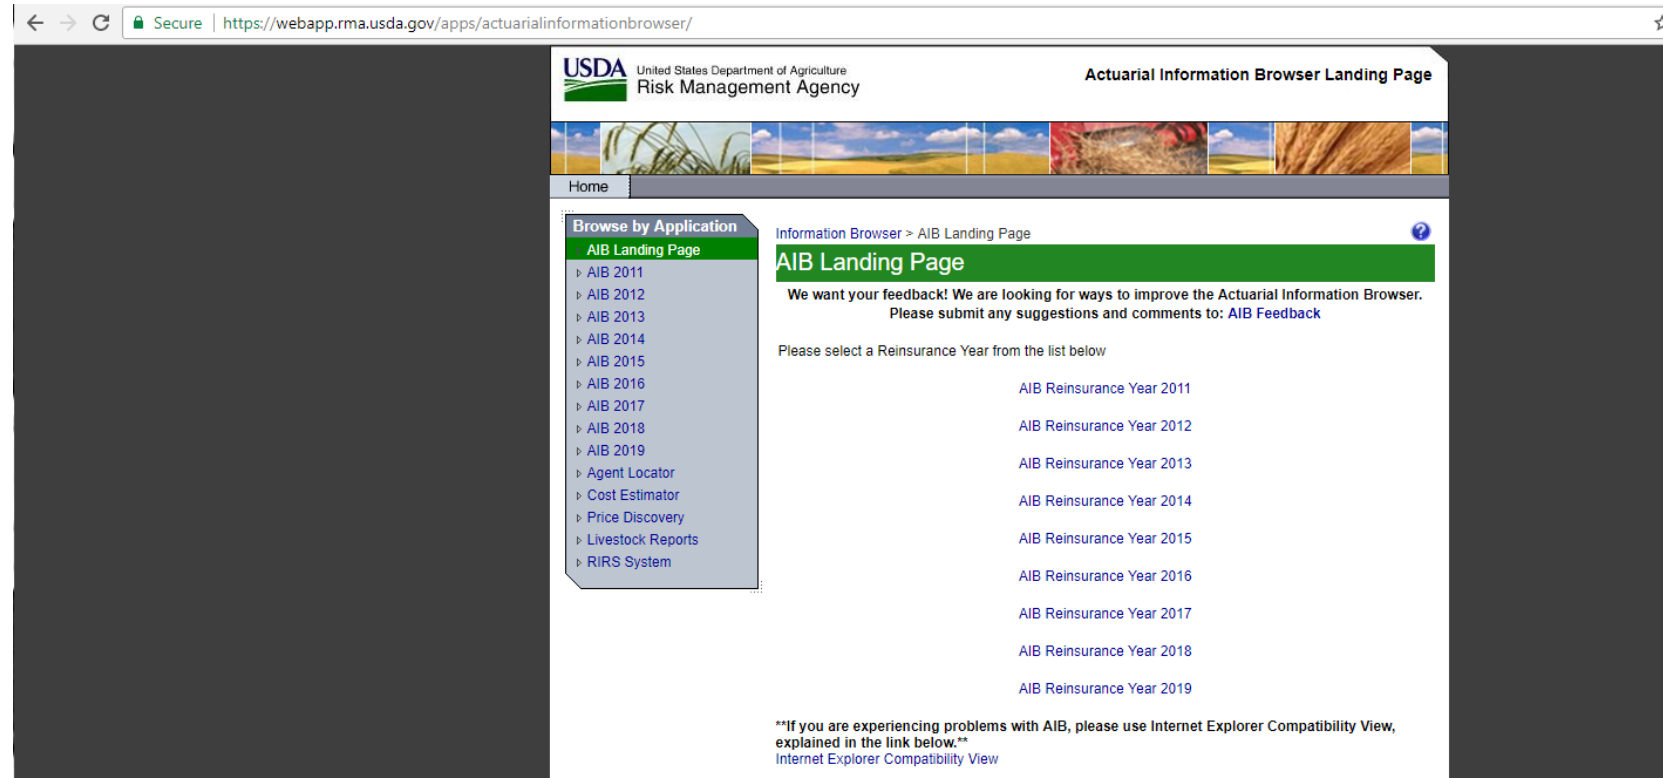 Secure | https://webapp.rma.usda.gov/apps/actuarialinformationbrowser/
USDA
United States Department of Agriculture
Risk Management Agency
Actuarial Information Browser Landing Page
Home
Browse by Application
AIB Landing Page
AIB 2011
AIB 2012
AIB 2013
AIB 2014
AIB 2015
AIB 2016
AIB 2017
AIB 2018
AIB 2019
Agent Locator
Cost Estimator
Price Discovery
Livestock Reports
RIRS System
Information Browser > AIB Landing Page
?
AIB Landing Page
We want your feedback! We are looking for ways to improve the Actuarial Information Browser.
Please submit any suggestions and comments to: AIB Feedback
Please select a Reinsurance Year from the list below
AIB Reinsurance Year 2011
AIB Reinsurance Year 2012
AIB Reinsurance Year 2013
AIB Reinsurance Year 2014
AIB Reinsurance Year 2015
AIB Reinsurance Year 2016
AIB Reinsurance Year 2017
AIB Reinsurance Year 2018
AIB Reinsurance Year 2019
**If you are experiencing problems with AIB, please use Internet Explorer Compatibility View,
explained in the link below.**
Internet Explorer Compatibility View